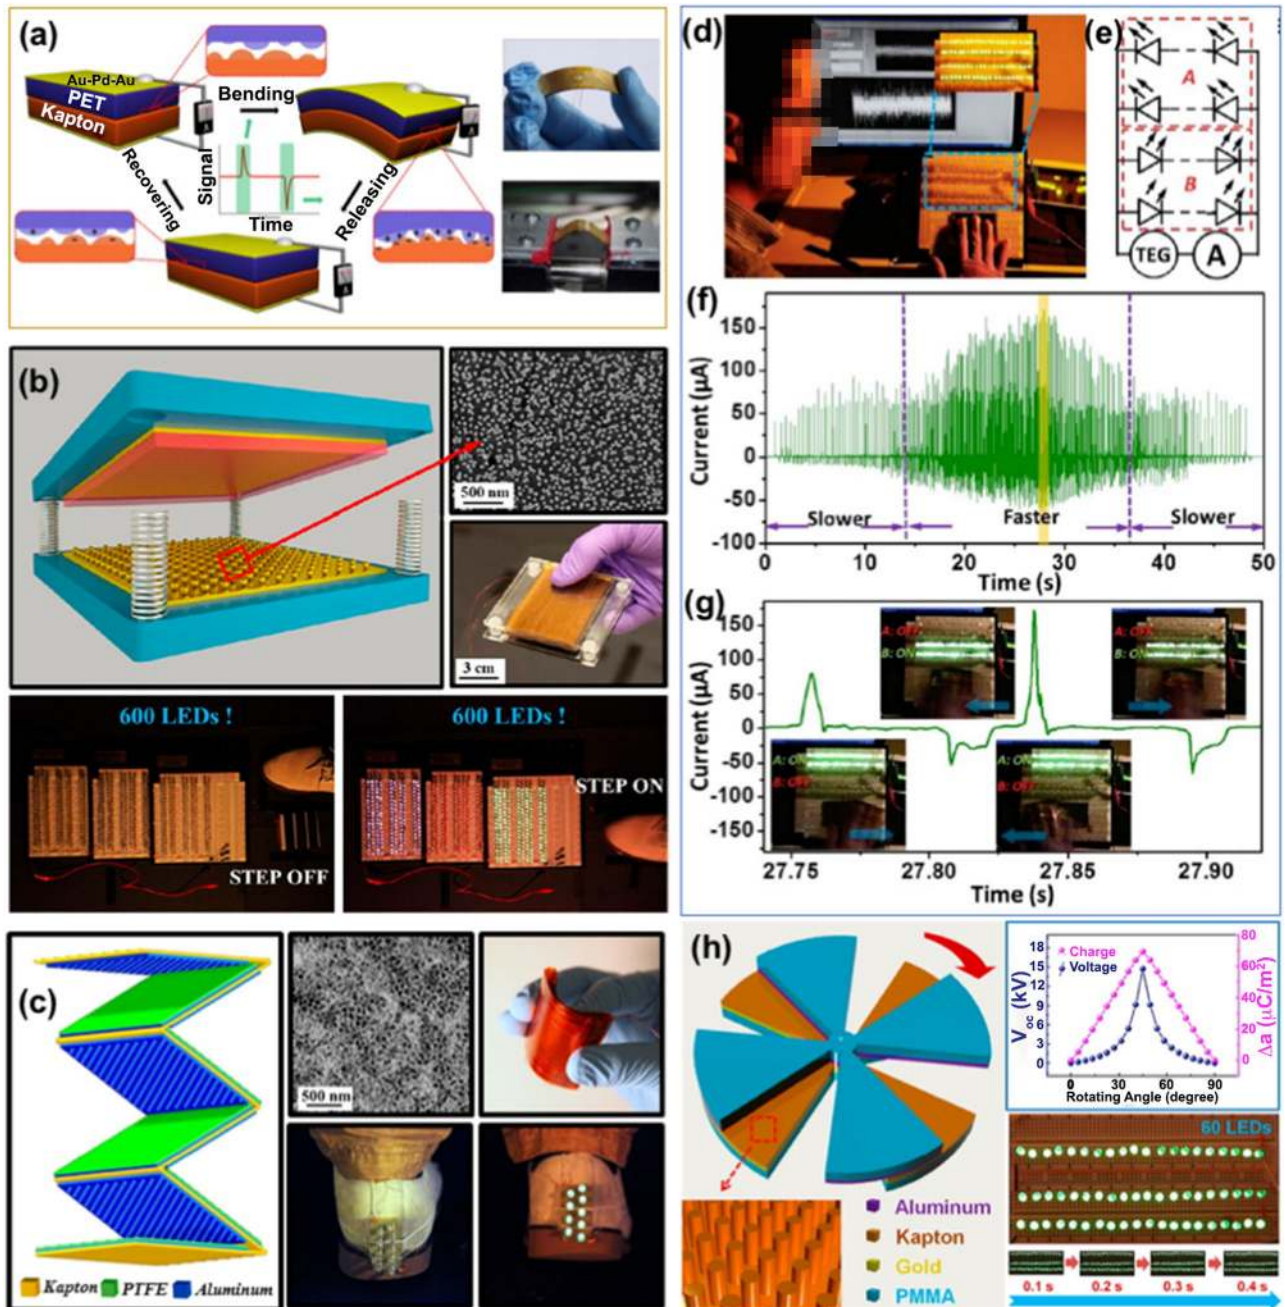 (a)
Au-Pd-Au
PET
Kapton
Bending
Recovering
Signal
Time
Releasing
A
A
A
(b)
500 nm
3 cm
600 LEDs !
STEP OFF
600 LEDs !
STEP ON
(c)
500 nm
Kapton
PTFE
Aluminum
(d)
(e)
A
B
TEG
A
(f)
Current (μA)
150
100
50
0
-50
-100
Slower
Faster
Slower
0
10
20
30
40
50
Time (s)
(g)
Current (μA)
150
100
50
0
-50
-100
-150
A: OFF
B: ON
A: OFF
B: ON
A: ON
B: OFF
A: ON
B: OFF
27.75
27.80
27.85
27.90
Time (s)
(h)
Aluminum
Kapton
Gold
PMMA
Charge
Voltage
Voc (kV)
18
15
12
9
6
3
0
Δa (μC/m²)
80
60
40
20
0
0
30
60
90
Rotating Angle (degree)
60 LEDs
0.1 s
0.2 s
0.3 s
0.4 s